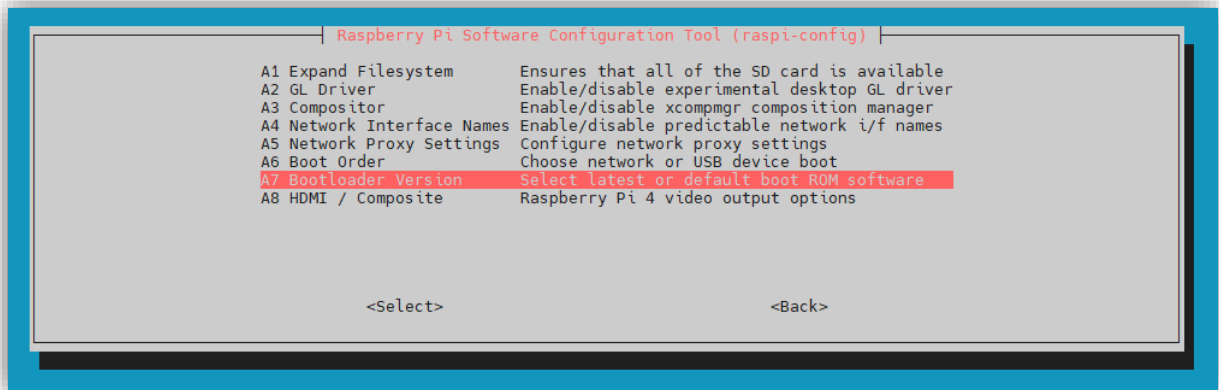 Raspberry Pi Software Configuration Tool (raspi-config)
A1 Expand Filesystem Ensures that all of the SD card is available
A2 GL Driver Enable/disable experimental desktop GL driver
A3 Compositor Enable/disable xcompmgr composition manager
A4 Network Interface Names Enable/disable predictable network i/f names
A5 Network Proxy Settings Configure network proxy settings
A6 Boot Order Choose network or USB device boot
A7 Bootloader Version Select latest or default boot ROM software
A8 HDMI / Composite Raspberry Pi 4 video output options
<Select> <Back>